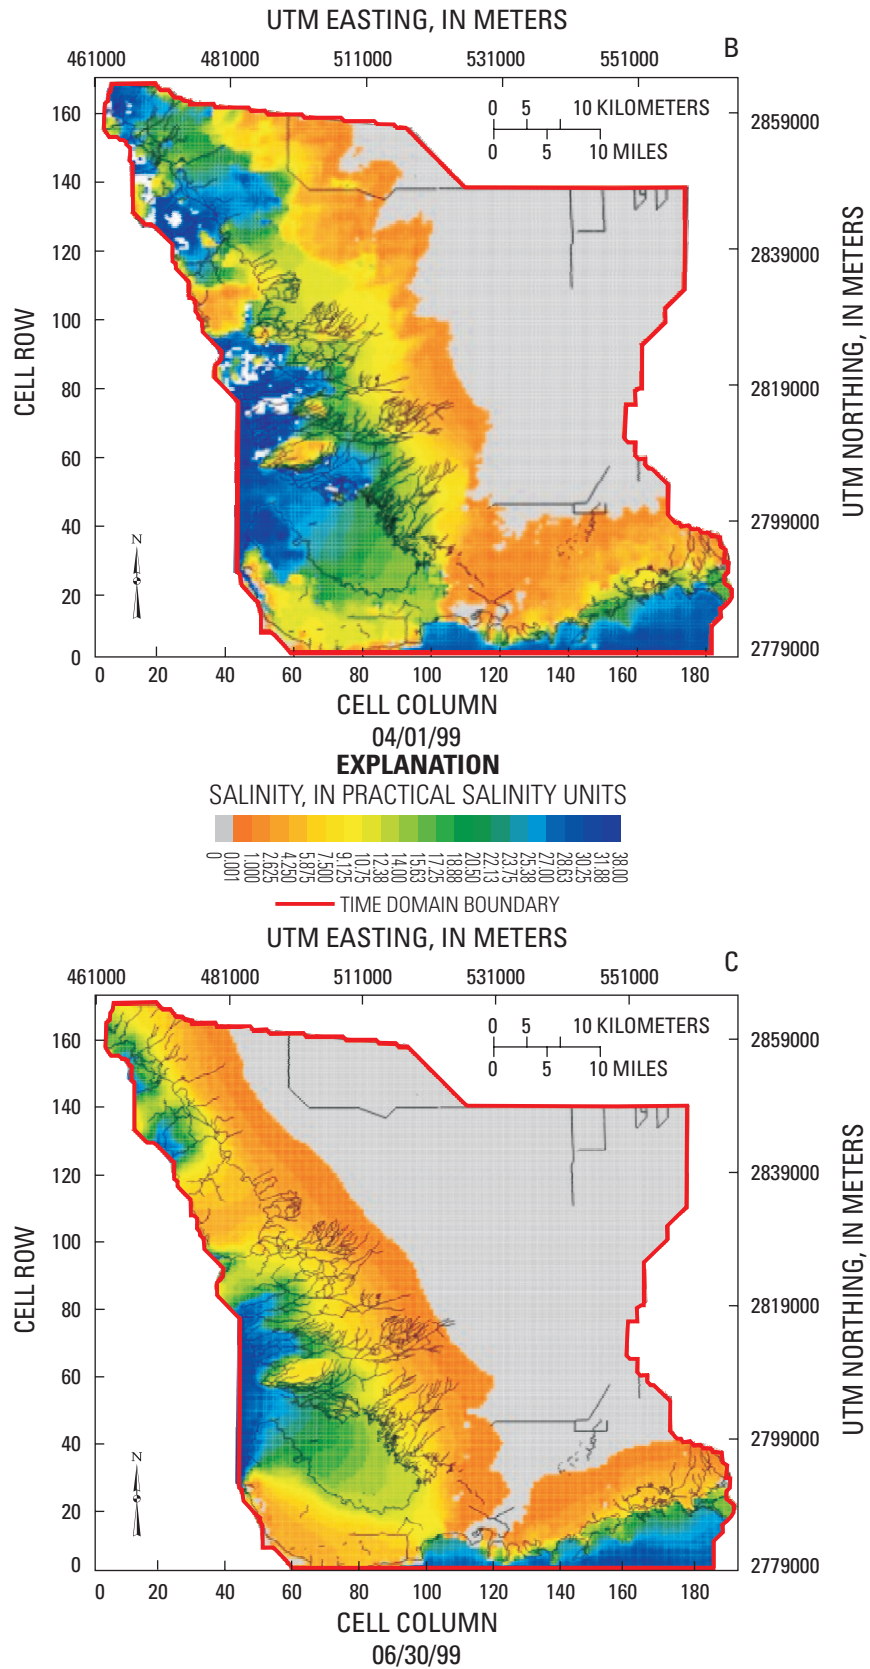 UTM EASTING, IN METERS
461000 481000 511000 531000 551000 B
160
140
120
100
80
60
40
20
0
CELL ROW
0 5 10 KILOMETERS
0 5 10 MILES
2859000
2839000
2819000
2799000
2779000
UTM NORTHING, IN METERS
N
0 20 40 60 80 100 120 140 160 180
CELL COLUMN
04/01/99
EXPLANATION
SALINITY, IN PRACTICAL SALINITY UNITS
0 0.001 1.000 2.625 4.250 5.875 7.500 9.125 10.75 12.38 14.00 15.63 17.25 18.88 20.50 22.13 23.75 25.38 27.00 28.63 30.25 31.88 38.00
TIME DOMAIN BOUNDARY
UTM EASTING, IN METERS
461000 481000 511000 531000 551000 C
160
140
120
100
80
60
40
20
0
CELL ROW
0 5 10 KILOMETERS
0 5 10 MILES
2859000
2839000
2819000
2799000
2779000
UTM NORTHING, IN METERS
N
0 20 40 60 80 100 120 140 160 180
CELL COLUMN
06/30/99